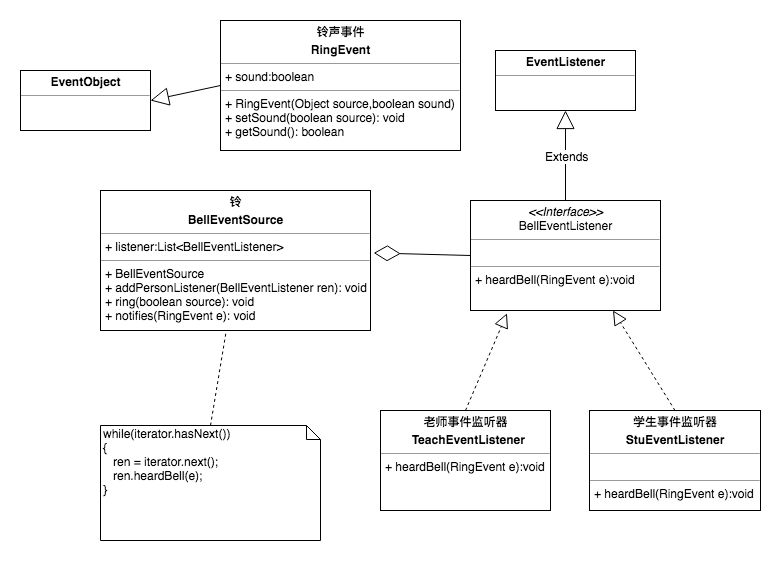 铃声事件
RingEvent
+ sound:boolean
+ RingEvent(Object source,boolean sound)
+ setSound(boolean source): void
+ getSound(): boolean
EventObject
EventListener
Extends
铃
BellEventSource
+ listener:List<BellEventListener>
+ BellEventSource
+ addPersonListener(BellEventListener ren): void
+ ring(boolean source): void
+ notifies(RingEvent e): void
<<Interface>>
BellEventListener
+ heardBell(RingEvent e):void
while(iterator.hasNext())
{
ren = iterator.next();
ren.heardBell(e);
}
老师事件监听器
TeachEventListener
+ heardBell(RingEvent e):void
学生事件监听器
StuEventListener
+ heardBell(RingEvent e):void